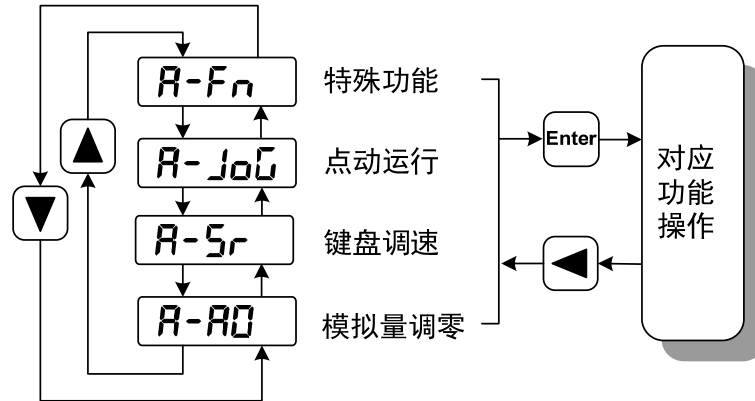 A-Fn 特殊功能
A-JoG 点动运行
A-Sr 键盘调速
A-A0 模拟量调零
Enter
对应
功能
操作